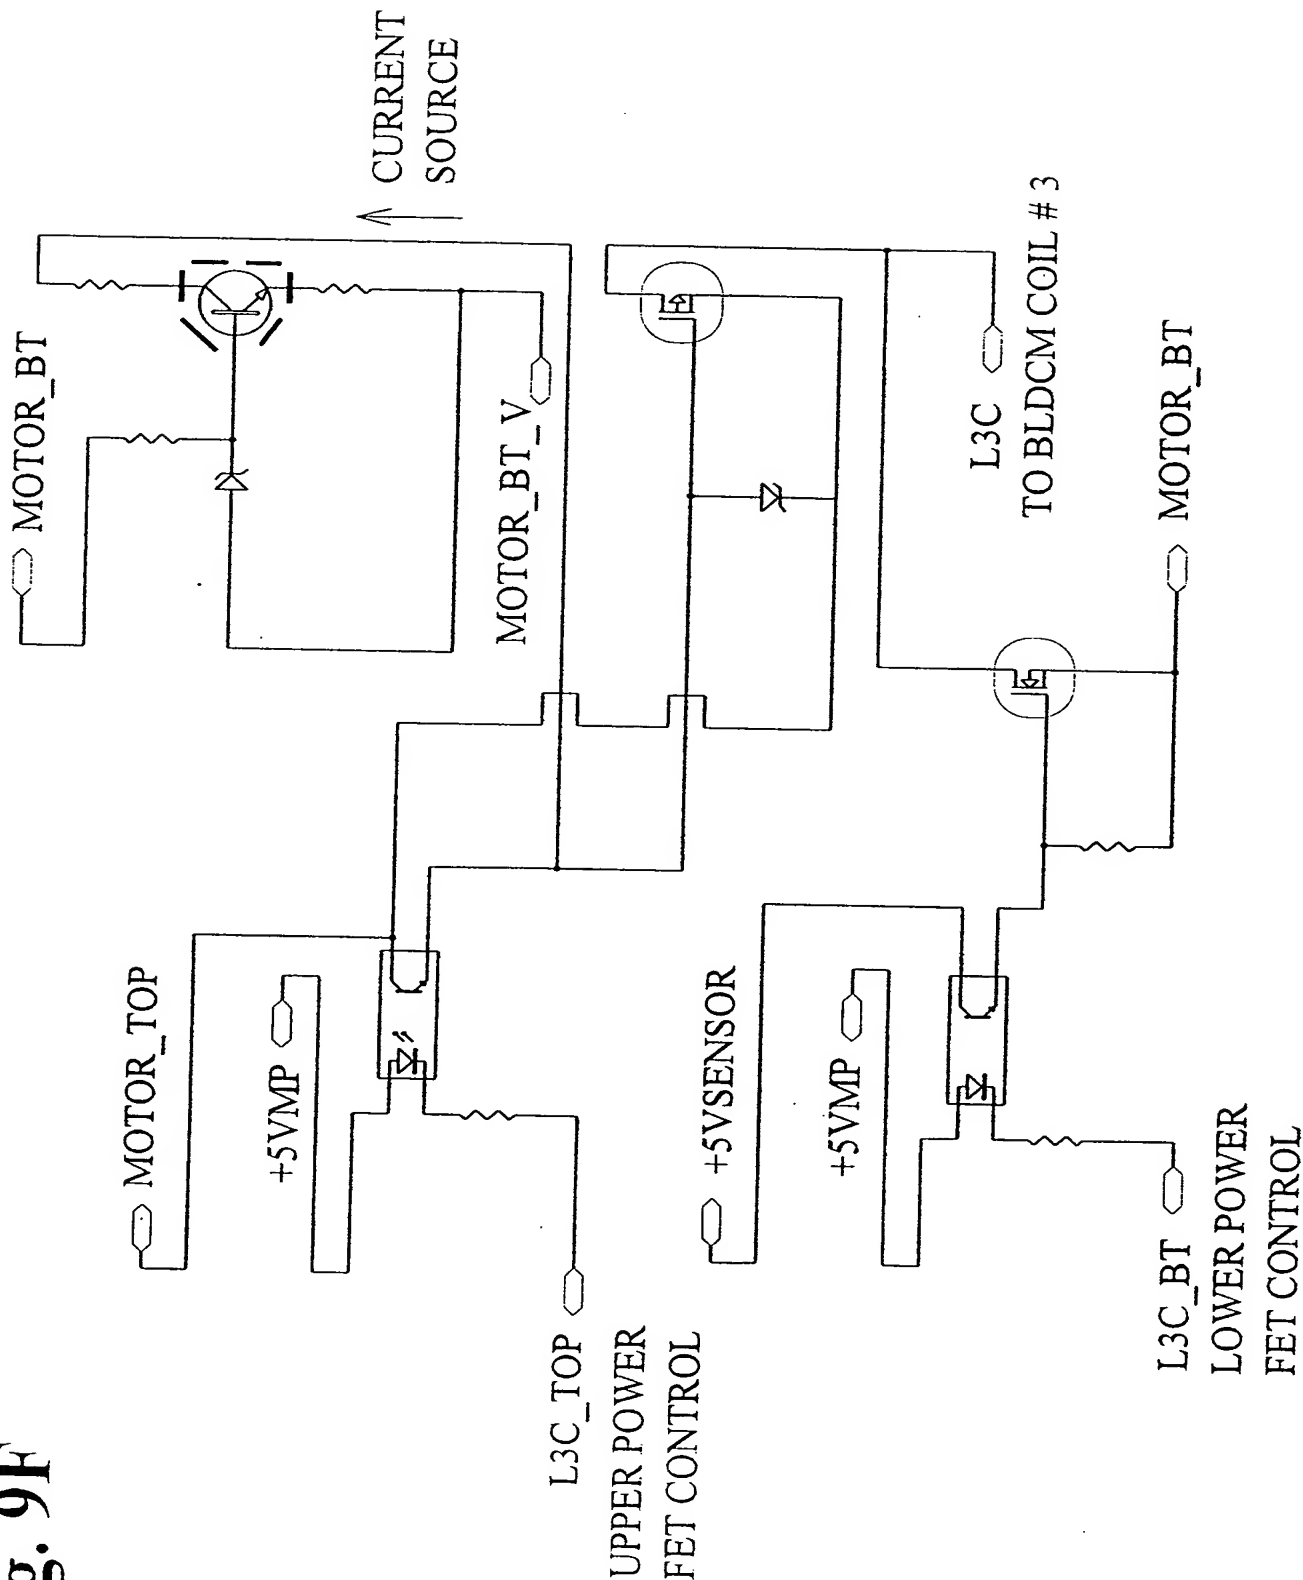 g. 9F
MOTOR_TOP
+5VMP
L3C_TOP
UPPER POWER
FET CONTROL
+5VSENSOR
+5VMP
L3C_BT
LOWER POWER
FET CONTROL
MOTOR_BT
MOTOR_BT_V
CURRENT
SOURCE
L3C
TO BLDCM COIL # 3
MOTOR_BT